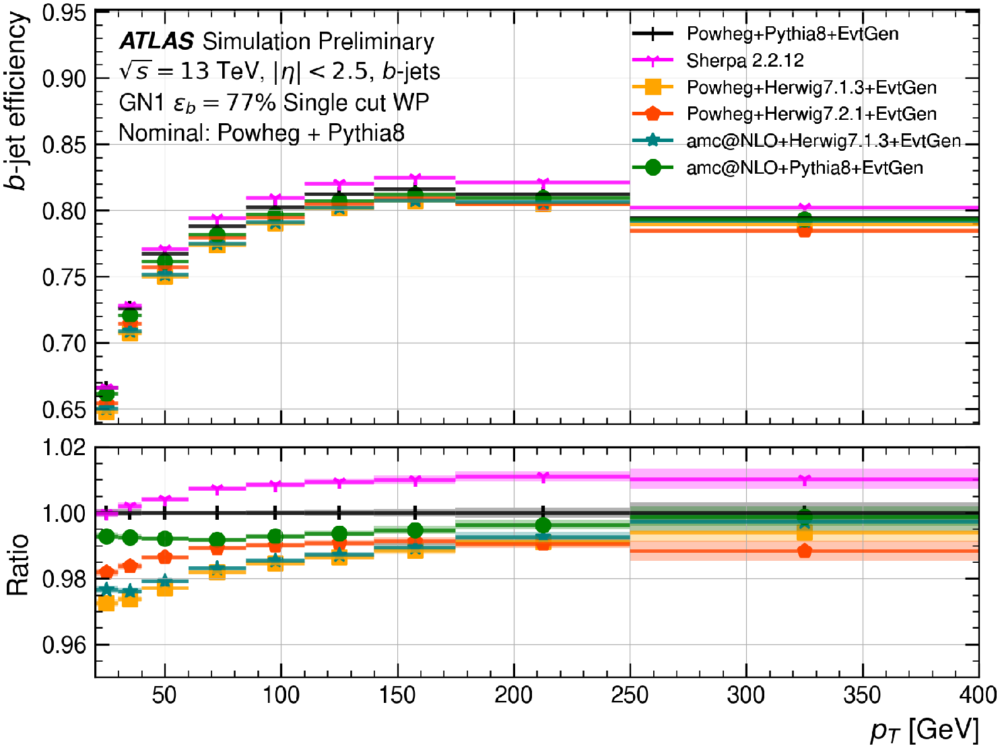 ATLAS Simulation Preliminary
√s = 13 TeV, |η| < 2.5, b-jets
GN1 ε_b = 77% Single cut WP
Nominal: Powheg + Pythia8
Powheg+Pythia8+EvtGen
Sherpa 2.2.12
Powheg+Herwig7.1.3+EvtGen
Powheg+Herwig7.2.1+EvtGen
amc@NLO+Herwig7.1.3+EvtGen
amc@NLO+Pythia8+EvtGen
b-jet efficiency
0.95
0.90
0.85
0.80
0.75
0.70
0.65
Ratio
1.02
1.00
0.98
0.96
50 100 150 200 250 300 350 400
p_T [GeV]